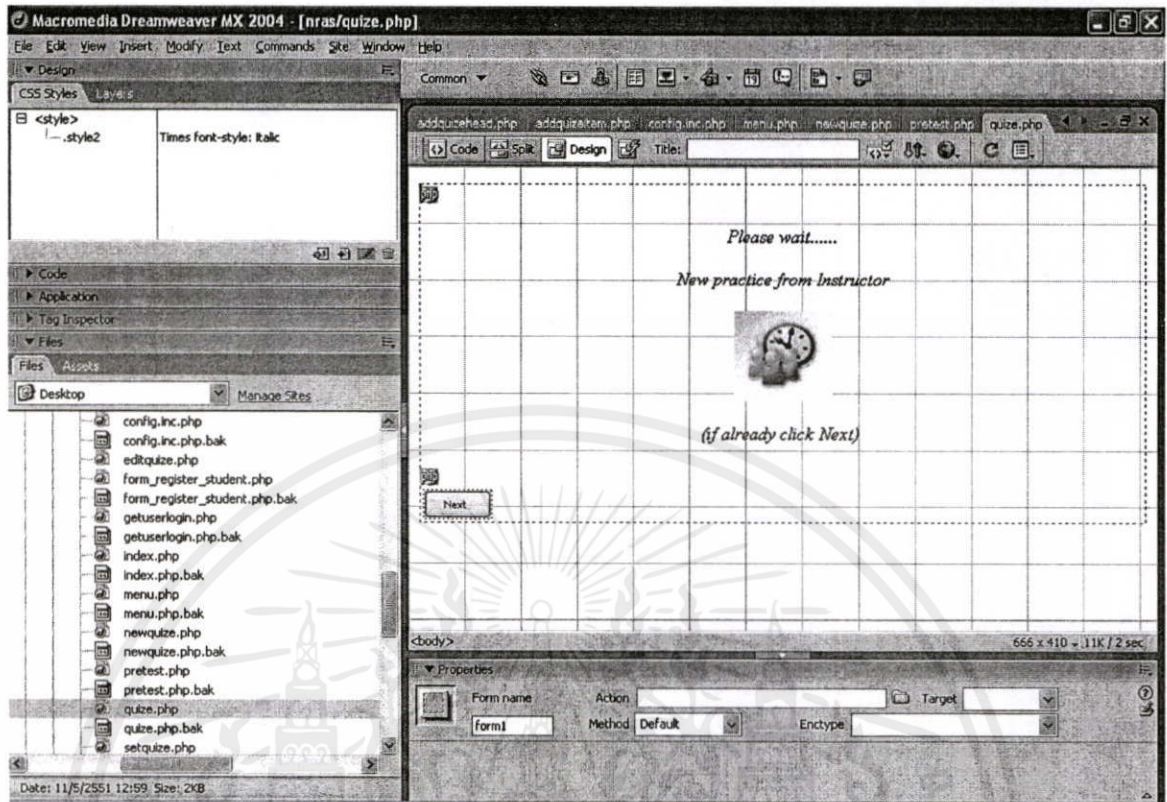 Macromedia Dreamweaver MX 2004 - [nras/quize.php]
File Edit View Insert Modify Text Commands Site Window Help
Design
CSS Styles Layers
<style>
.style2
Times font-style: italic
Code
Application
Tag Inspector
Files
Files Assets
Desktop
Manage Sites
config.inc.php
config.inc.php.bak
editquize.php
form_register_student.php
form_register_student.php.bak
getuserlogin.php
getuserlogin.php.bak
index.php
index.php.bak
menu.php
menu.php.bak
newquize.php
newquize.php.bak
pretest.php
pretest.php.bak
quize.php
quize.php.bak
setquize.php
Date: 11/5/2551 12:59 Size: 2KB
Common
addquizehead.php addquizeitem.php config.inc.php menu.php newquize.php pretest.php quize.php
Code Split Design Title:
Please wait......
New practice from Instructor
(if already click Next)
Next
<body>
666 x 410 - 11K / 2 sec
Properties
Form name Action Target
form1 Method Default Enctype